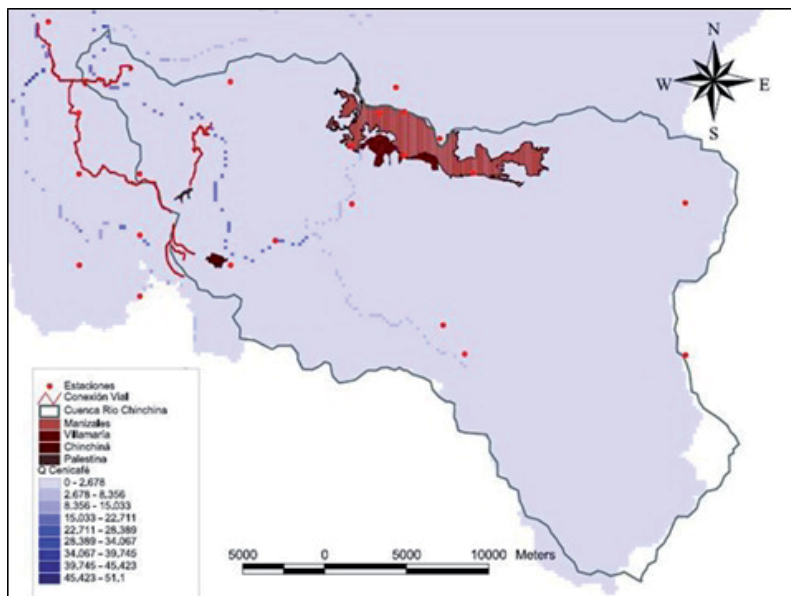 N
W E
S
Estaciones
Conexión Vial
Cuenca Rio Chinchina
Manizales
Villamaría
Chinchiná
Palestina
Q Cenicafé
0 - 2,678
2,678 - 8,356
8,356 - 15,033
15,033 - 22,711
22,711 - 28,389
28,389 - 34,067
34,067 - 39,745
39,745 - 45,423
45,423 - 51,1
5000 0 5000 10000 Meters